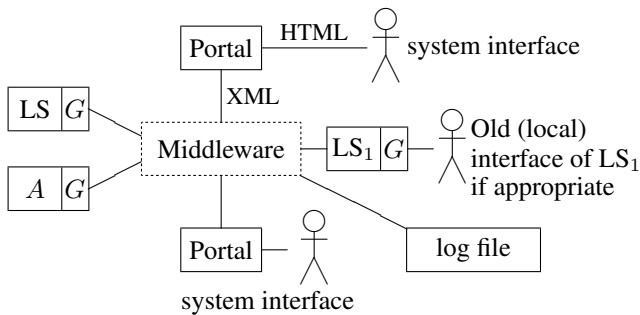 Portal
HTML
system interface
XML
LS G
Middleware
LS₁ G
Old (local)
interface of LS₁
if appropriate
A G
Portal
log file
system interface